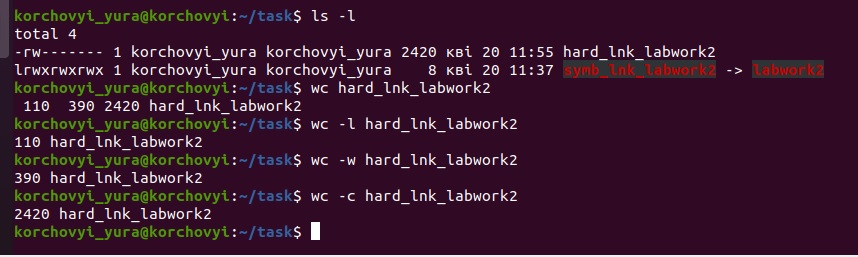 korchovyi_yura@korchovyi:~/task$ ls -l
total 4
-rw------- 1 korchovyi_yura korchovyi_yura 2420 кві 20 11:55 hard_lnk_labwork2
lrwxrwxrwx 1 korchovyi_yura korchovyi_yura    8 кві 20 11:37 symb_lnk_labwork2 -> labwork2
korchovyi_yura@korchovyi:~/task$ wc hard_lnk_labwork2
 110  390 2420 hard_lnk_labwork2
korchovyi_yura@korchovyi:~/task$ wc -l hard_lnk_labwork2
110 hard_lnk_labwork2
korchovyi_yura@korchovyi:~/task$ wc -w hard_lnk_labwork2
390 hard_lnk_labwork2
korchovyi_yura@korchovyi:~/task$ wc -c hard_lnk_labwork2
2420 hard_lnk_labwork2
korchovyi_yura@korchovyi:~/task$